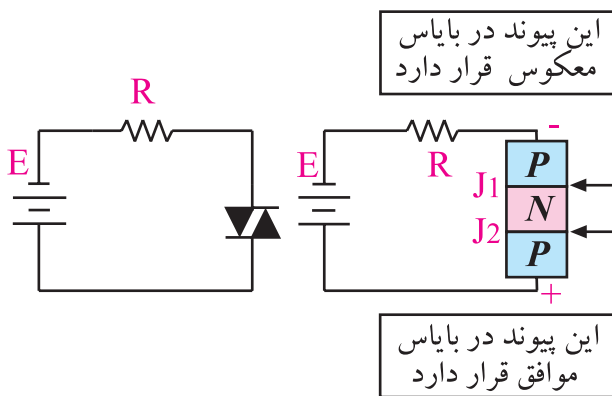 این پیوند در بایاس
معکوس قرار دارد
R
E
E
R
-
P
J1
N
J2
P
+
این پیوند در بایاس
موافق قرار دارد